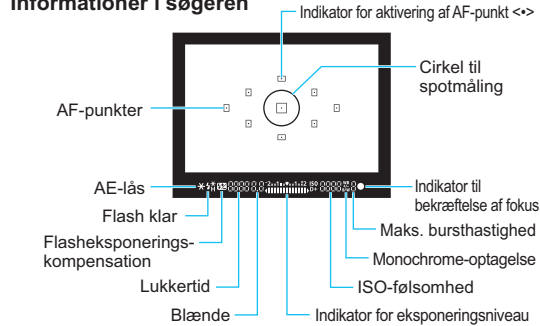 Informationer i søgeren
Indikator for aktivering af AF-punkt <•>
Cirkel til
spotmåling
AF-punkter
AE-lås
Flash klar
Flasheksponerings-
kompensation
Lukkertid
Blænde
Indikator til
bekræftelse af fokus
Maks. bursthastighed
Monochrome-optagelse
ISO-følsomhed
Indikator for eksponeringsniveau